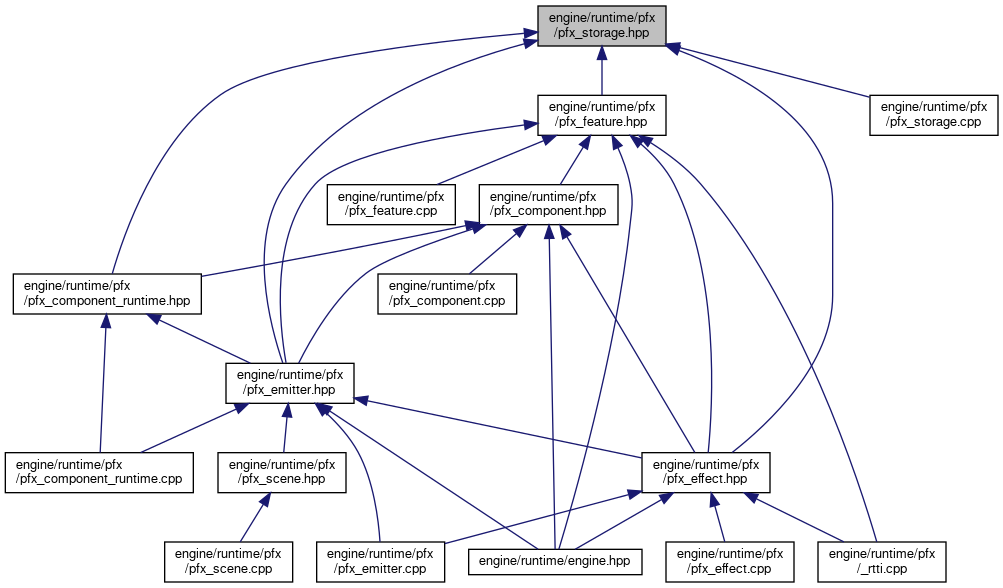 engine/runtime/pfx
/pfx_storage.hpp
engine/runtime/pfx
/pfx_feature.hpp
engine/runtime/pfx
/pfx_storage.cpp
engine/runtime/pfx
/pfx_feature.cpp
engine/runtime/pfx
/pfx_component.hpp
engine/runtime/pfx
/pfx_component_runtime.hpp
engine/runtime/pfx
/pfx_component.cpp
engine/runtime/pfx
/pfx_emitter.hpp
engine/runtime/pfx
/pfx_component_runtime.cpp
engine/runtime/pfx
/pfx_scene.hpp
engine/runtime/pfx
/pfx_effect.hpp
engine/runtime/pfx
/pfx_scene.cpp
engine/runtime/pfx
/pfx_emitter.cpp
engine/runtime/engine.hpp
engine/runtime/pfx
/pfx_effect.cpp
engine/runtime/pfx
/_rtti.cpp